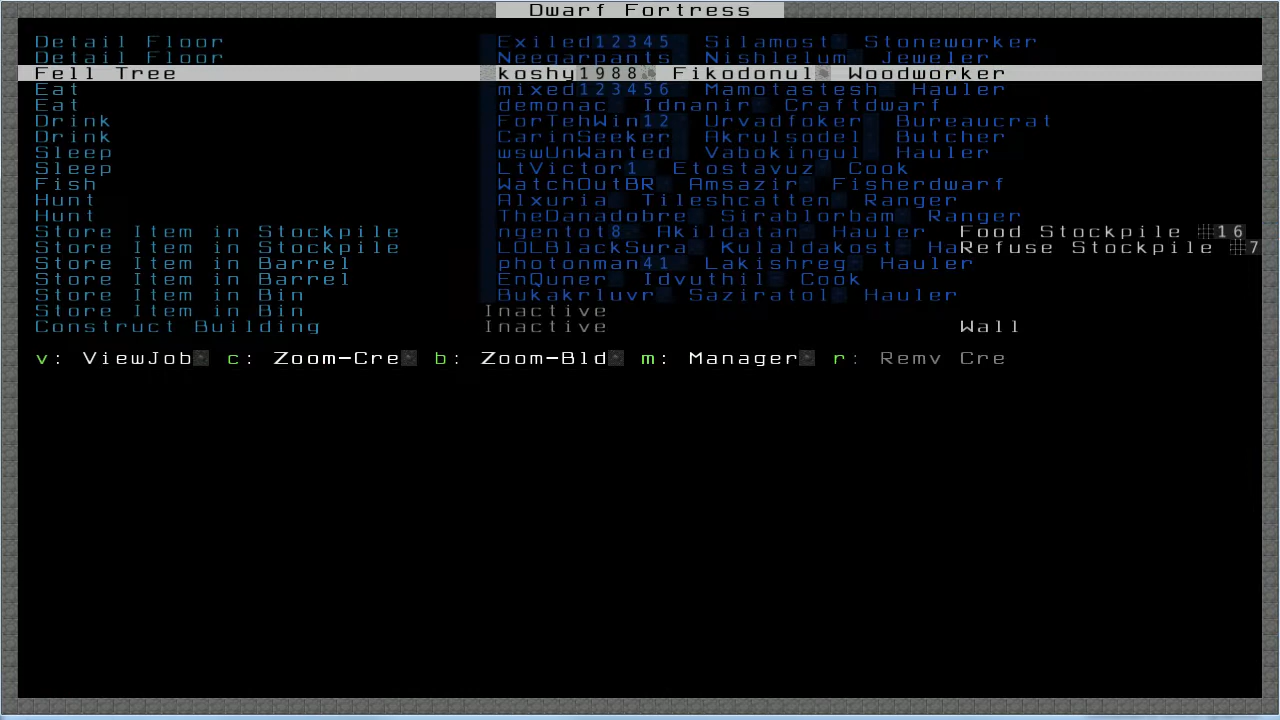 Dwarf Fortress
Detail Floor Exiled12345 Silamost Stoneworker
Detail Floor Neegarpants Nishlelum Jeweler
Fell Tree koshy1988 Fikodonul Woodworker
Eat mixed123456 Mamotastesh Hauler
Eat demonac Idnanir Craftdwarf
Drink ForTehWin12 Urvadfoker Bureaucrat
Drink CarinSeeker Akrulsodel Butcher
Sleep wswUnWanted Vabokingul Hauler
Sleep LtVictor1 Etostavuz Cook
Fish WatchOutBR Amsazir Fisherdwarf
Hunt Alxuria Tileshcatten Ranger
Hunt TheDanadobre Sirablorbam Ranger
Store Item in Stockpile ngentot8 Akildatan Hauler Food Stockpile #16
Store Item in Stockpile LOLBlackSura Kulaldakost Ha Refuse Stockpile #7
Store Item in Barrel photonman41 Lakishreg Hauler
Store Item in Barrel EnQuner Idvuthil Cook
Store Item in Bin Bukakrluvr Saziratol Hauler
Store Item in Bin Inactive
Construct Building Inactive Wall
v: ViewJob c: Zoom-Cre b: Zoom-Bld m: Manager r: Remv Cre